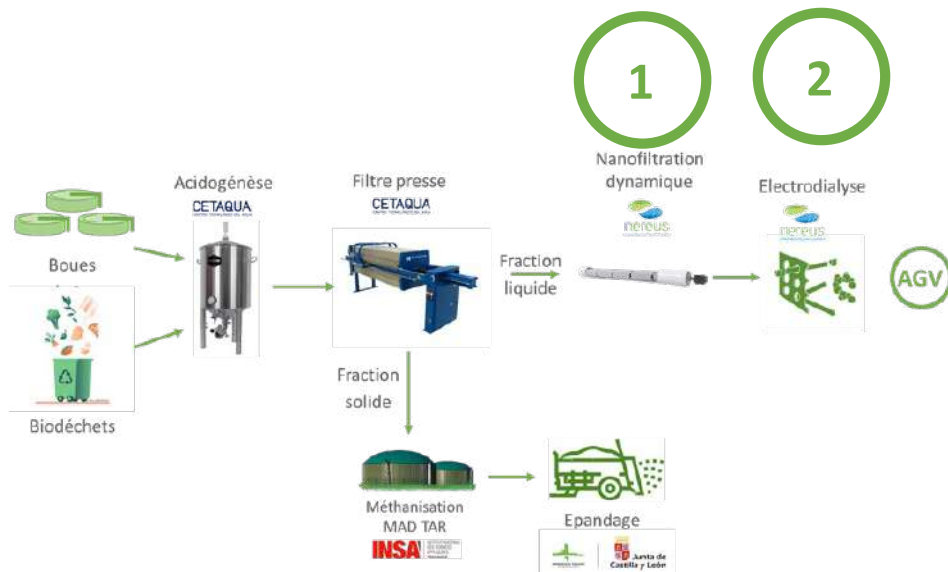 1
2
Nanofiltration
dynamique
nereus
Electrodialyse
nereus
Acidogénèse
CETAQUA
Filtre presse
CETAQUA
Boues
Fraction
liquide
AGV
Biodéchets
Fraction
solide
Méthanisation
MAD TAR
INSA
Epandage
Junta de
Castilla y León